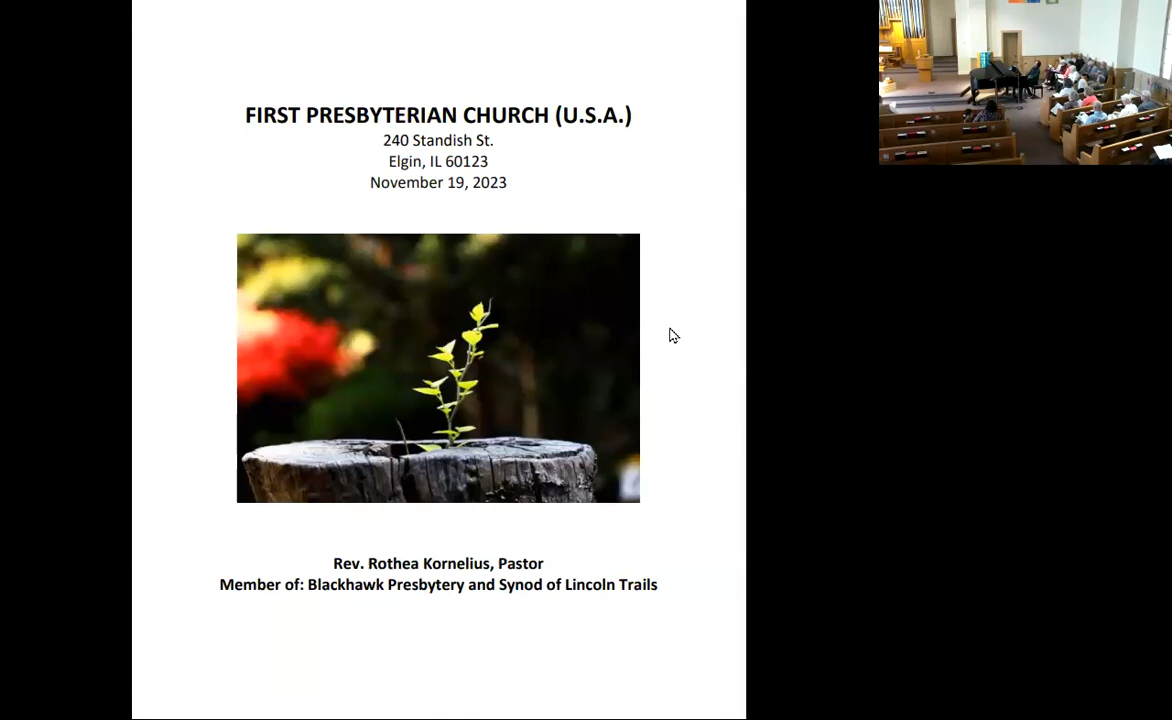 FIRST PRESBYTERIAN CHURCH (U.S.A.)
240 Standish St.
Elgin, IL 60123
November 19, 2023
Rev. Rothea Kornelius, Pastor
Member of: Blackhawk Presbytery and Synod of Lincoln Trails